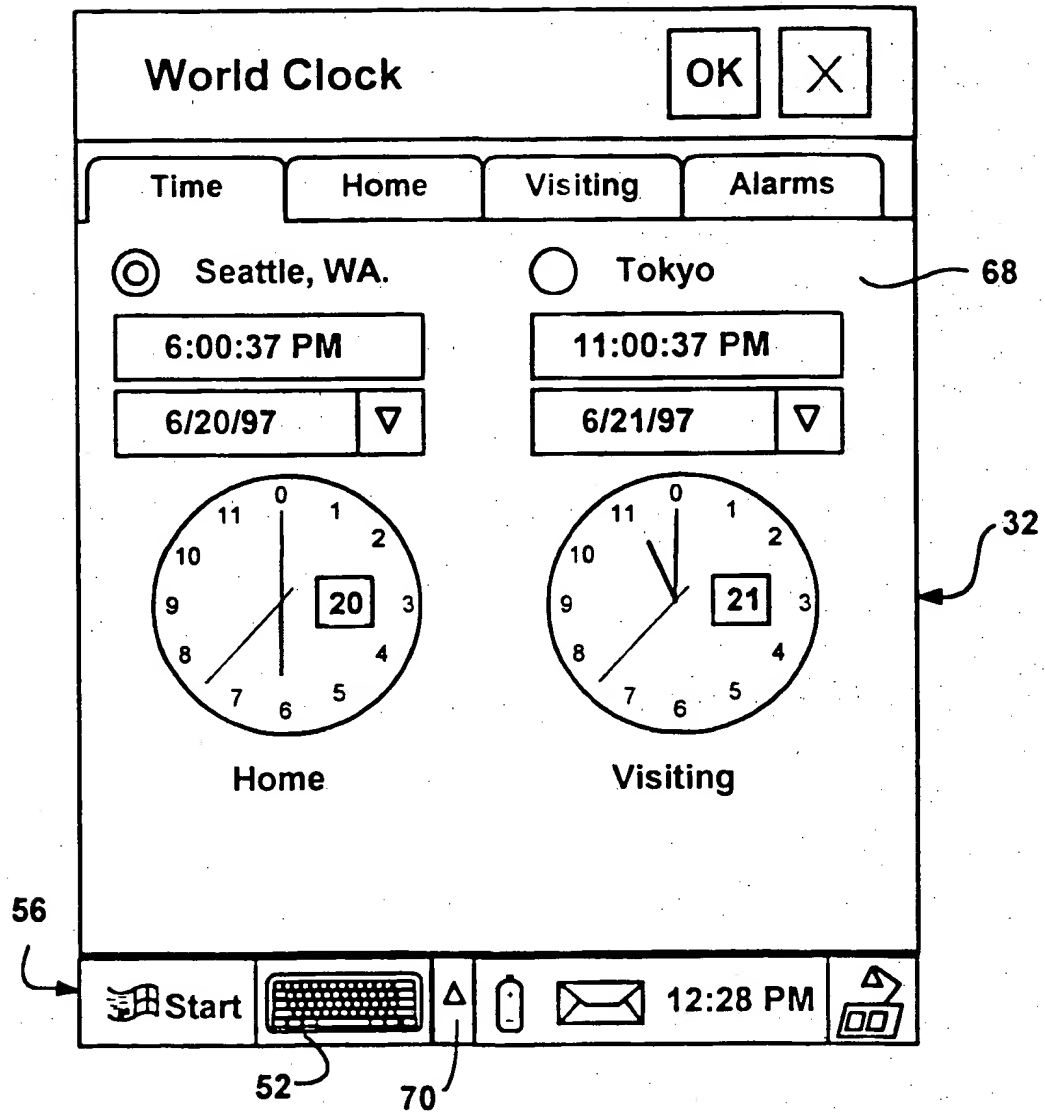 World Clock OK X
Time Home Visiting Alarms
Seattle, WA. Tokyo 68
6:00:37 PM 11:00:37 PM
6/20/97 6/21/97
0 1 2 3 4 5 6 7 8 9 10 11
20
0 1 2 3 4 5 6 7 8 9 10 11
21
32
Home Visiting
56
Start 12:28 PM
52 70